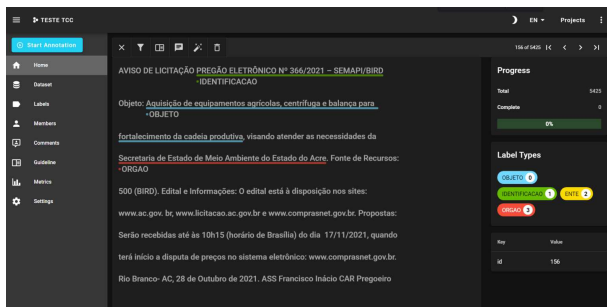 TESTE TCC
EN
Projects
Start Annotation
156 of 5425
Home
Dataset
Labels
Members
Comments
Guideline
Metrics
Settings
AVISO DE LICITAÇÃO PREGÃO ELETRÔNICO Nº 366/2021 – SEMAPI/BIRD
•IDENTIFICACAO
Objeto: Aquisição de equipamentos agrícolas, centrífuga e balança para
•OBJETO
fortalecimento da cadeia produtiva, visando atender as necessidades da
Secretaria de Estado de Meio Ambiente do Estado do Acre. Fonte de Recursos:
•ORGAO
500 (BIRD). Edital e Informações: O edital está à disposição nos sites:
www.ac.gov. br, www.licitacao.ac.gov.br e www.comprasnet.gov.br. Propostas:
Serão recebidas até às 10h15 (horário de Brasília) do dia 17/11/2021, quando
terá início a disputa de preços no sistema eletrônico: www.comprasnet.gov.br.
Rio Branco- AC, 28 de Outubro de 2021. ASS Francisco Inácio CAR Pregoeiro
Progress
Total 5425
Complete 0
0%
Label Types
OBJETO 0
IDENTIFICACAO 1 ENTE 2
ORGAO 3
Key Value
id 156